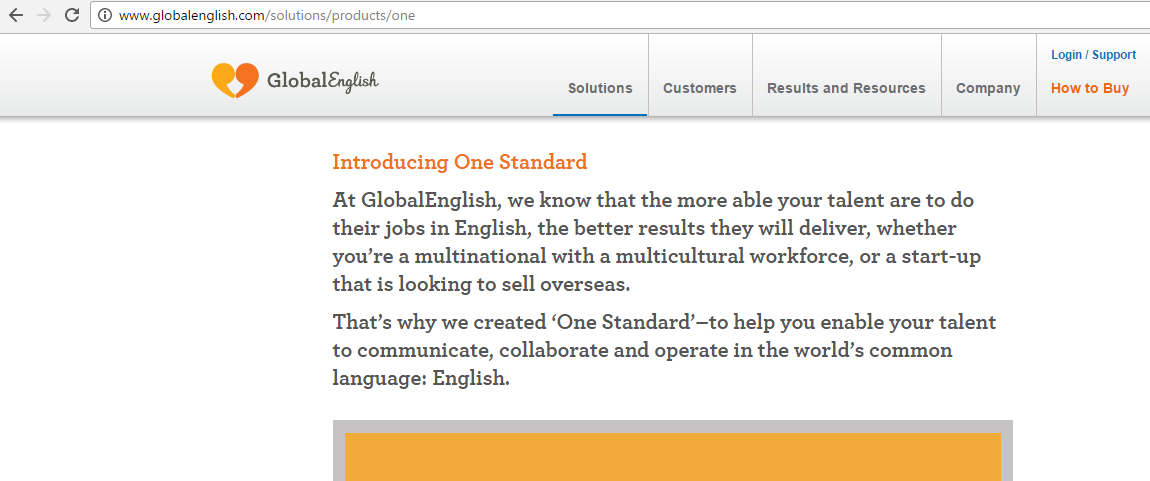 www.globalenglish.com/solutions/products/one
Login / Support
GlobalEnglish
Solutions
Customers
Results and Resources
Company
How to Buy
Introducing One Standard
At GlobalEnglish, we know that the more able your talent are to do
their jobs in English, the better results they will deliver, whether
you’re a multinational with a multicultural workforce, or a start-up
that is looking to sell overseas.
That’s why we created ‘One Standard’–to help you enable your talent
to communicate, collaborate and operate in the world’s common
language: English.